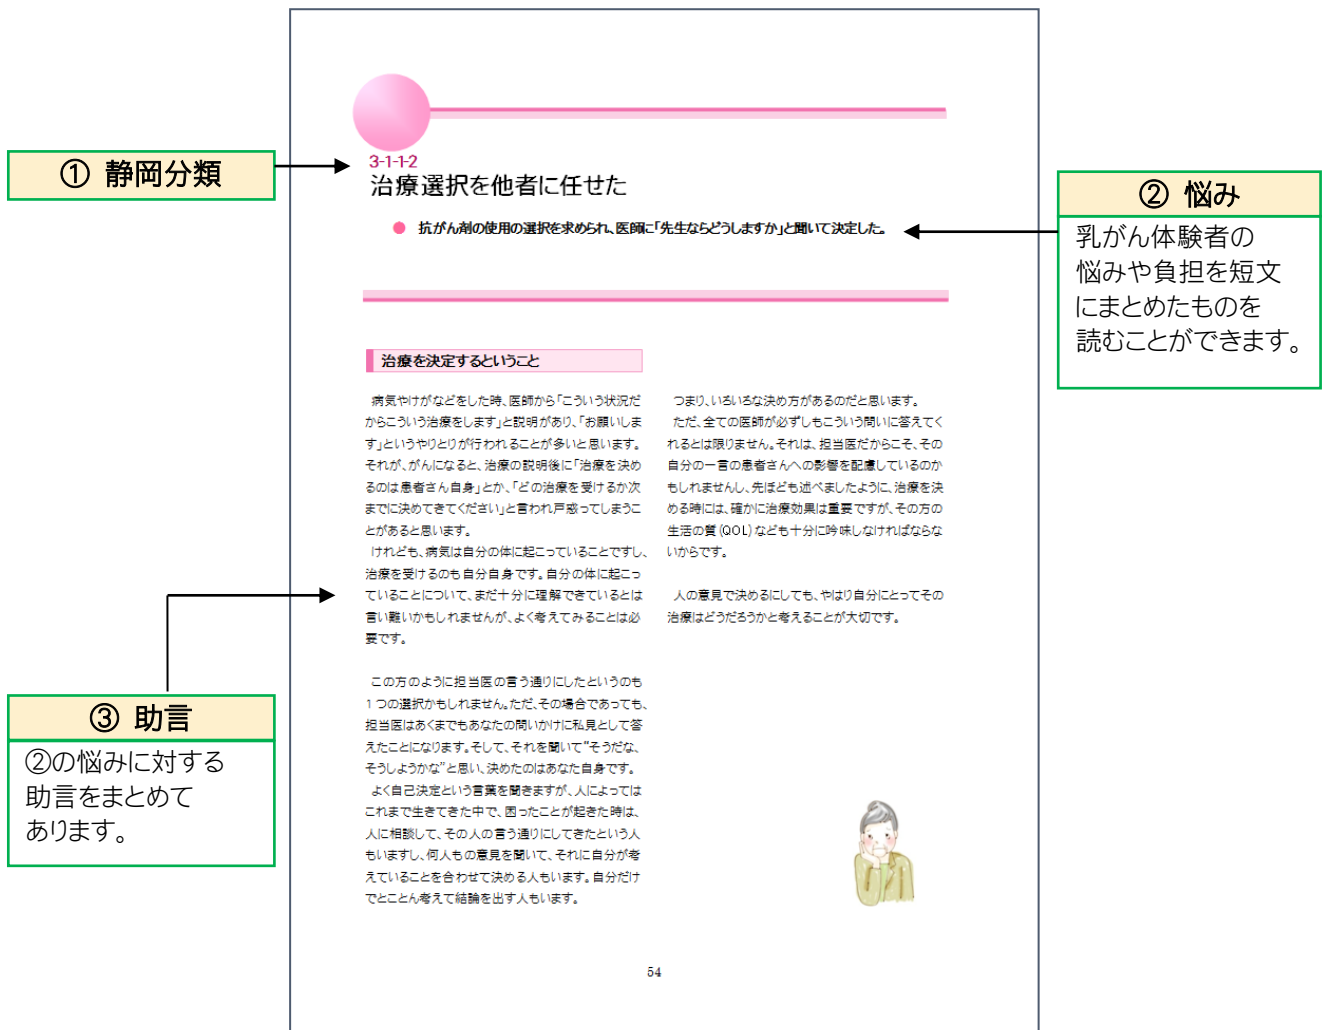 ① 静岡分類
3-1-1-2
治療選択を他者に任せた
● 抗がん剤の使用の選択を求められ、医師に「先生ならどうしますか」と聞いて決定した。
② 悩み
乳がん体験者の
悩みや負担を短文
にまとめたものを
読むことができます。
治療を決定するということ
病気やけがなどをした時、医師から「こういう状況だ
からこういう治療をします」と説明があり、「お願いしま
す」というやりとりが行われることが多いと思います。
それが、がんになると、治療の説明後に「治療を決め
るのは患者さん自身」とか、「どの治療を受けるか次
までに決めてきてください」と言われ戸惑ってしまうこ
とがあると思います。
けれども、病気は自分の体に起こっていることですし、
治療を受けるのも自分自身です。自分の体に起こっ
ていることについて、まだ十分に理解できているとは
言い難いかもしれませんが、よく考えてみることは必
要です。
この方のように担当医の言う通りにしたというのも
1つの選択かもしれません。ただ、その場合であっても、
担当医はあくまでもあなたの問いかけに私見として答
えたことになります。そして、それを聞いて"そうだな、
そうしようかな"と思い、決めたのはあなた自身です。
よく自己決定という言葉を聞きますが、人によっては
これまで生きてきた中で、困ったことが起きた時は、
人に相談して、その人の言う通りにしてきたという人
もいますし、何人もの意見を聞いて、それに自分が考
えていることを合わせて決める人もいます。自分だけ
でとことん考えて結論を出す人もいます。
つまり、いろいろな決め方があるのだと思います。
ただ、全ての医師が必ずしもこういう問いに答えてく
れるとは限りません。それは、担当医だからこそ、その
自分の一言の患者さんへの影響を配慮しているのか
もしれませんし、先ほども述べましたように、治療を決
める時には、確かに治療効果は重要ですが、その方の
生活の質(QOL)なども十分に吟味しなければならな
いからです。
人の意見で決めるにしても、やはり自分にとってその
治療はどうだろうかと考えることが大切です。
③ 助言
②の悩みに対する
助言をまとめて
あります。
54